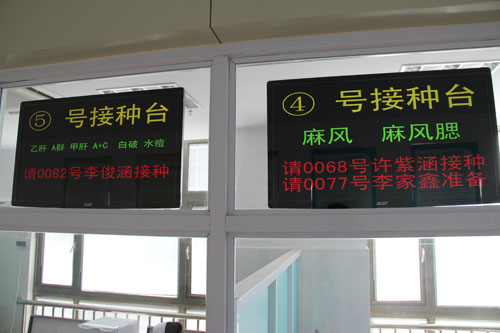 ⑤ 号接种台
乙肝 A群 甲肝 A+C 白破 水痘
请0082号李俊涵接种
acer
④ 号接种台
麻风 麻风腮
请0068号许紫涵接种
请0077号李家鑫准备
acer